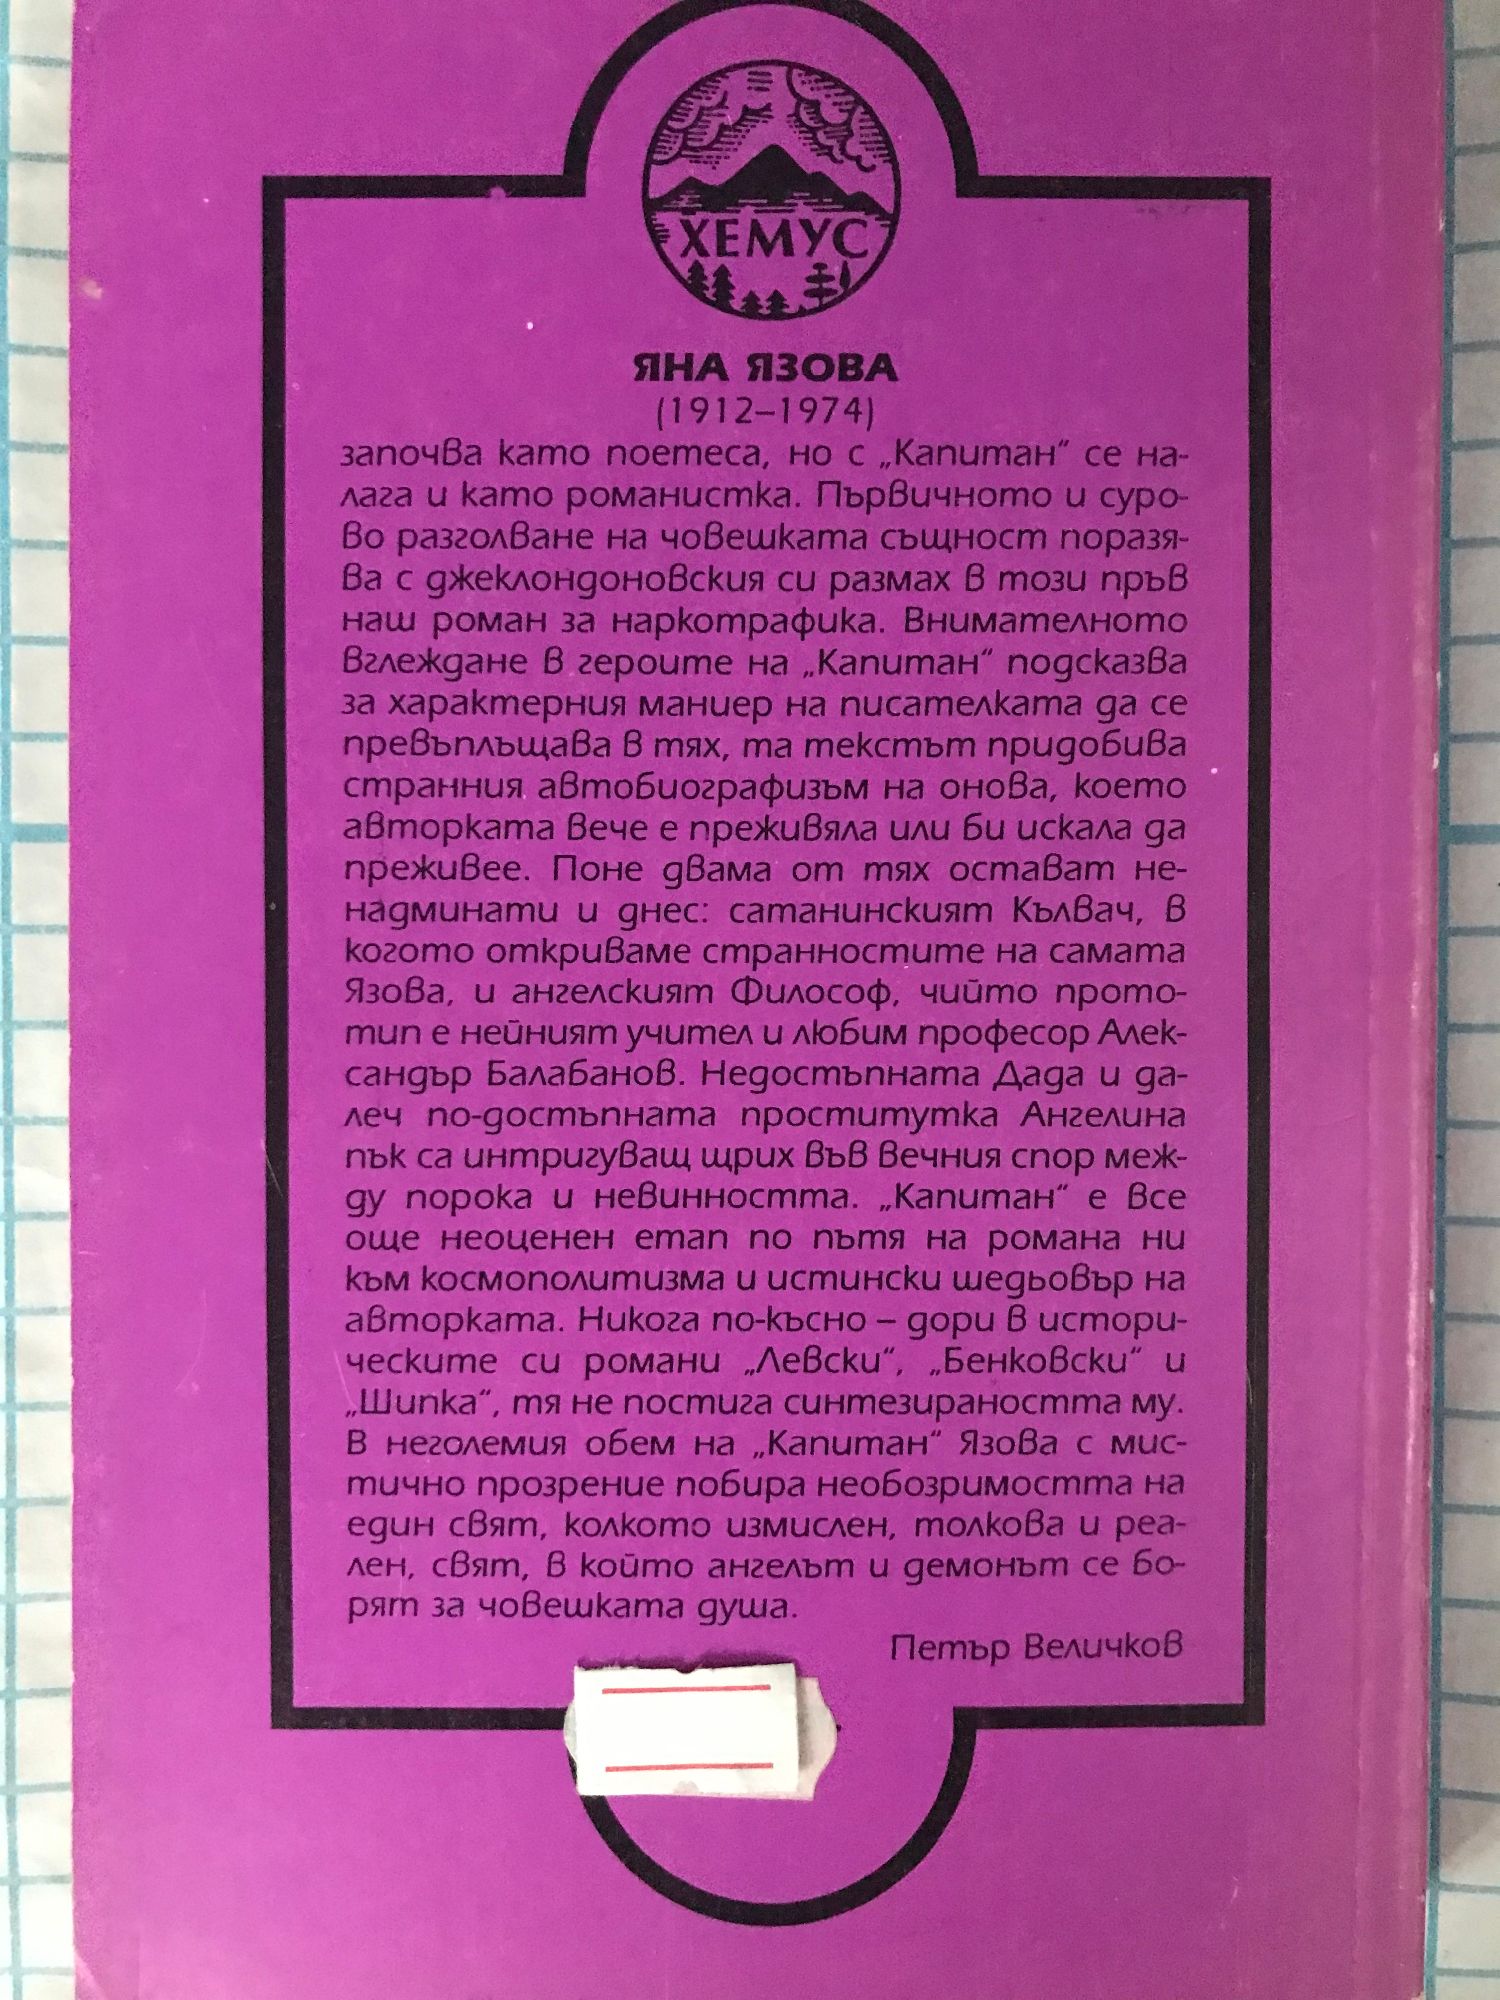 ХЕМУС
ЯНА ЯЗОВА
(1912–1974)
започва като поетеса, но с „Капитан“ се на-
лага и като романистка. Първичното и суро-
во разголване на човешката същност поразя-
ва с джеклондоновския си размах в този пръв
наш роман за наркотрафика. Внимателното
вглеждане в героите на „Капитан“ подсказва
за характерния маниер на писателката да се
превъплъщава в тях, та текстът придобива
странния автобиографизъм на онова, което
авторката вече е преживяла или би искала да
преживее. Поне двама от тях остават не-
надминати и днес: сатанинският Кълвач, в
когото откриваме странностите на самата
Язова, и ангелският Философ, чийто прото-
тип е нейният учител и любим професор Алек-
сандър Балабанов. Недостъпната Дада и да-
леч по-достъпната проститутка Ангелина
пък са интригуващ щрих във вечния спор меж-
ду порока и невинността. „Капитан“ е все
още неоценен етап по пътя на романа ни
към космополитизма и истински шедьовър на
авторката. Никога по-късно – дори в истори-
ческите си романи „Левски“, „Бенковски“ и
„Шипка“, тя не постига синтезираността му.
В неголемия обем на „Капитан“ Язова с мис-
тично прозрение побира необозримостта на
един свят, колкото измислен, толкова и реа-
лен, свят, в който ангелът и демонът се бо-
рят за човешката душа.
Петър Величков